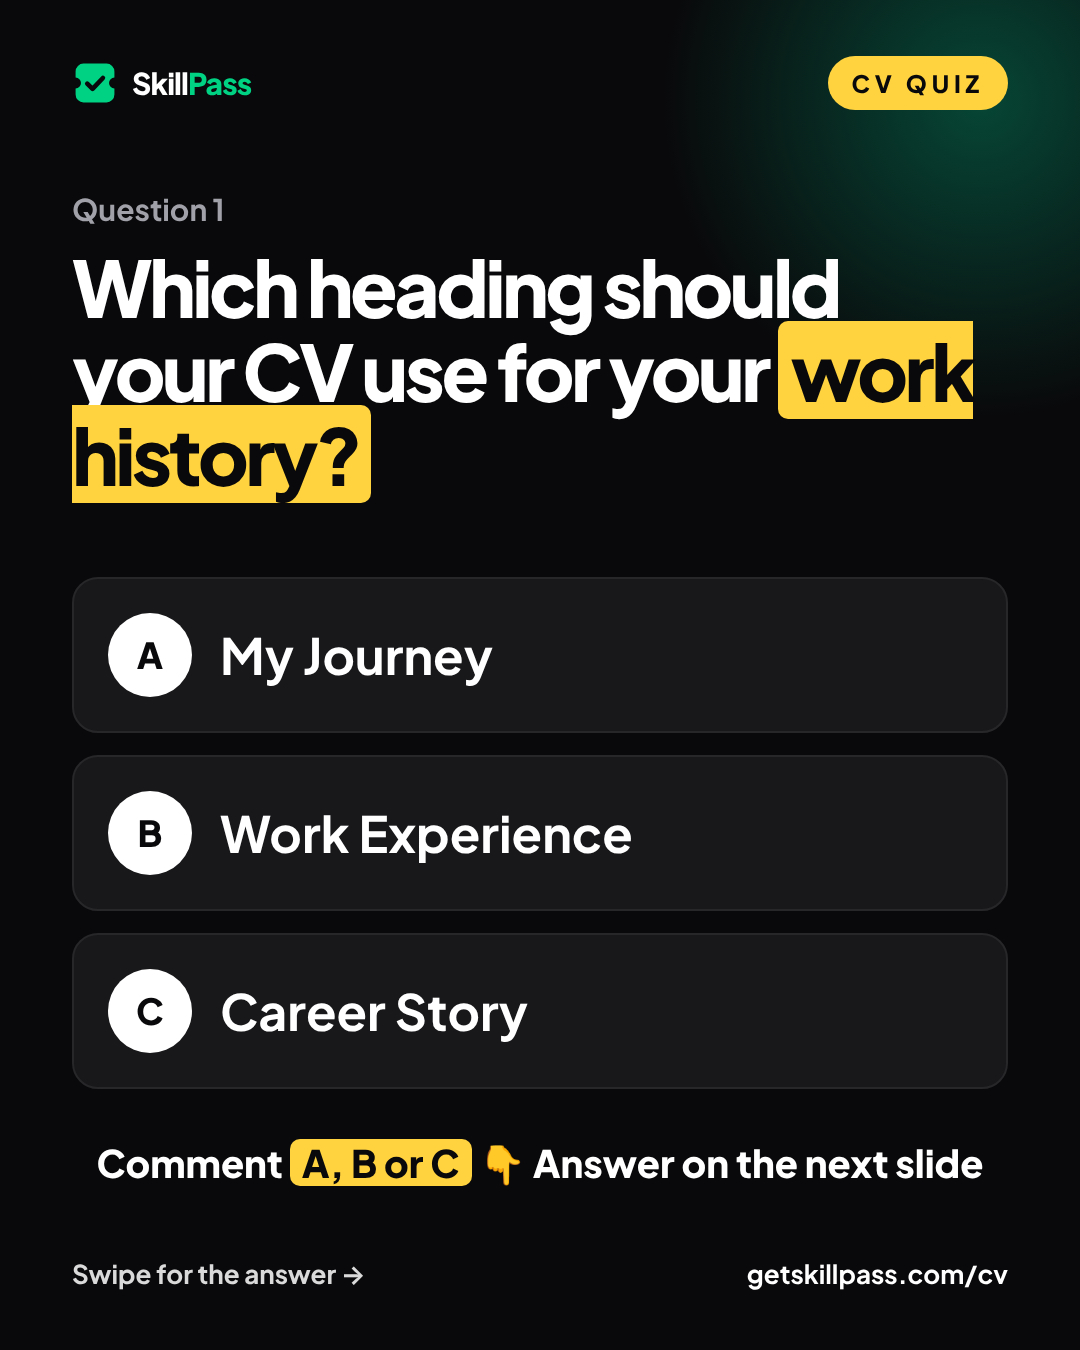 SkillPass
CV QUIZ
Question 1
Which heading should
your CV use for your work
history?
A My Journey
B Work Experience
C Career Story
Comment A, B or C 👇 Answer on the next slide
Swipe for the answer →
getskillpass.com/cv